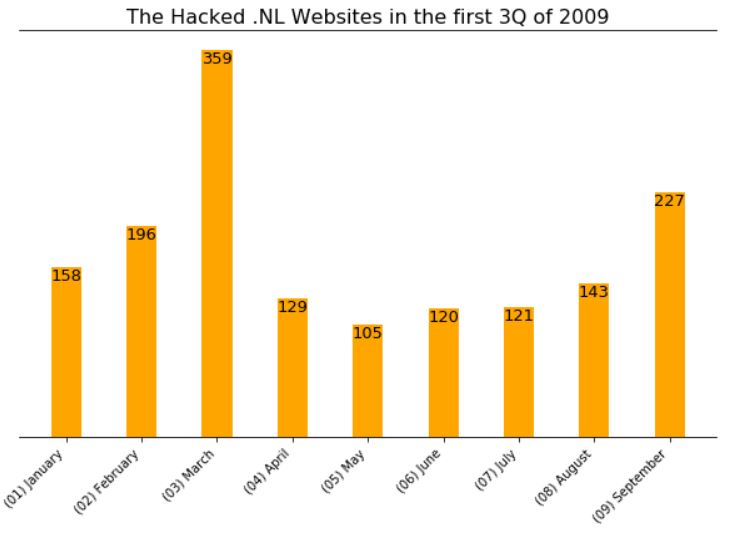 The Hacked .NL Websites in the first 3Q of 2009
359
227
196
158
143
129
121
120
105
(01) January
(02) February
(03) March
(04) April
(05) May
(06) June
(07) July
(08) August
(09) September